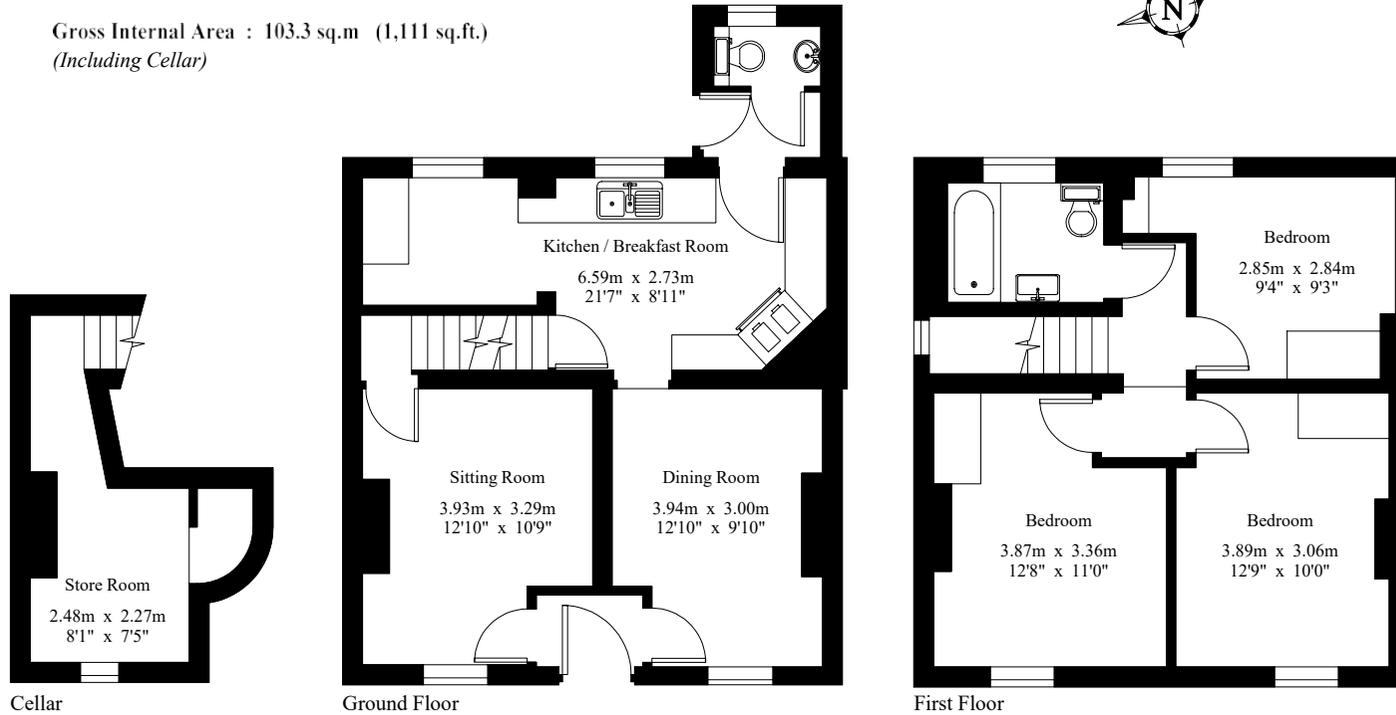 Gross Internal Area : 103.3 sq.m (1,111 sq.ft.)
(Including Cellar)
N
Kitchen / Breakfast Room
6.59m x 2.73m
21'7" x 8'11"
Bedroom
2.85m x 2.84m
9'4" x 9'3"
Sitting Room
3.93m x 3.29m
12'10" x 10'9"
Dining Room
3.94m x 3.00m
12'10" x 9'10"
Bedroom
3.87m x 3.36m
12'8" x 11'0"
Bedroom
3.89m x 3.06m
12'9" x 10'0"
Store Room
2.48m x 2.27m
8'1" x 7'5"
Cellar
Ground Floor
First Floor